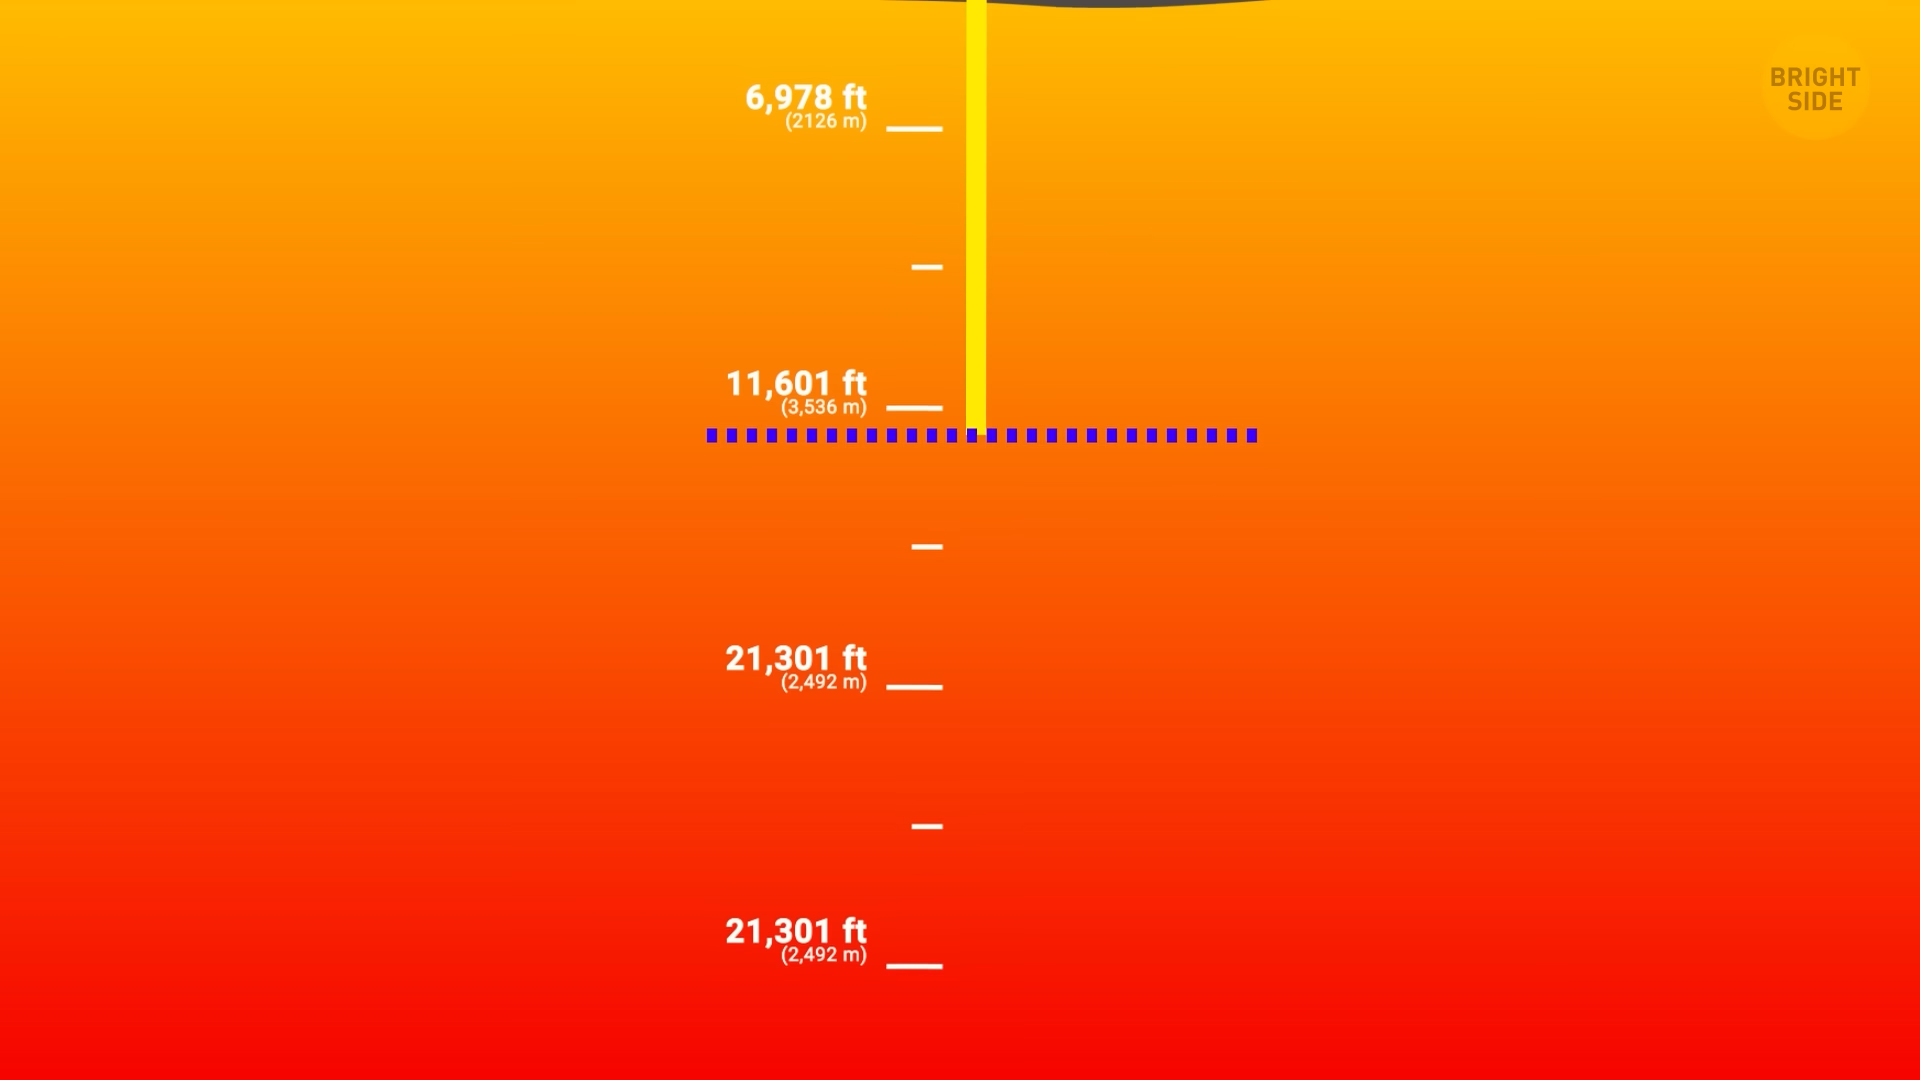 BRIGHT
SIDE
6,978 ft
(2126 m)
11,601 ft
(3,536 m)
21,301 ft
(2,492 m)
21,301 ft
(2,492 m)